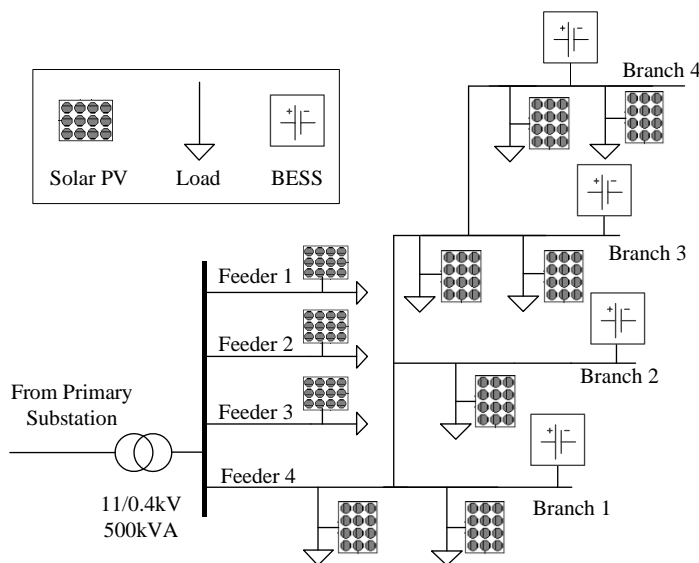 Branch 4
Solar PV
Load
BESS
Branch 3
Feeder 1
Feeder 2
Branch 2
From Primary
Substation
Feeder 3
Feeder 4
Branch 1
11/0.4kV
500kVA